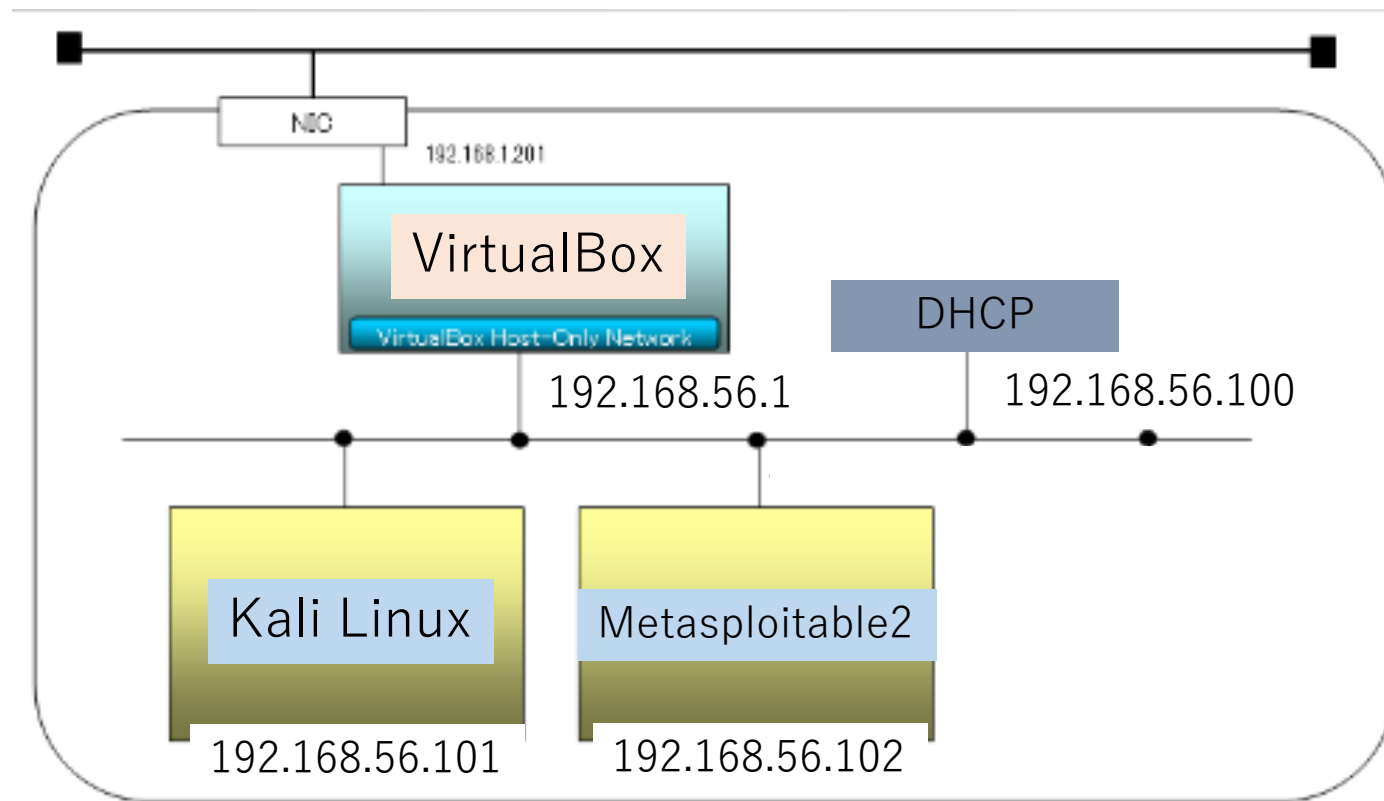 NIC
192.168.1.201
VirtualBox
VirtualBox Host-Only Network
DHCP
192.168.56.1
192.168.56.100
Kali Linux
Metasploitable2
192.168.56.101
192.168.56.102